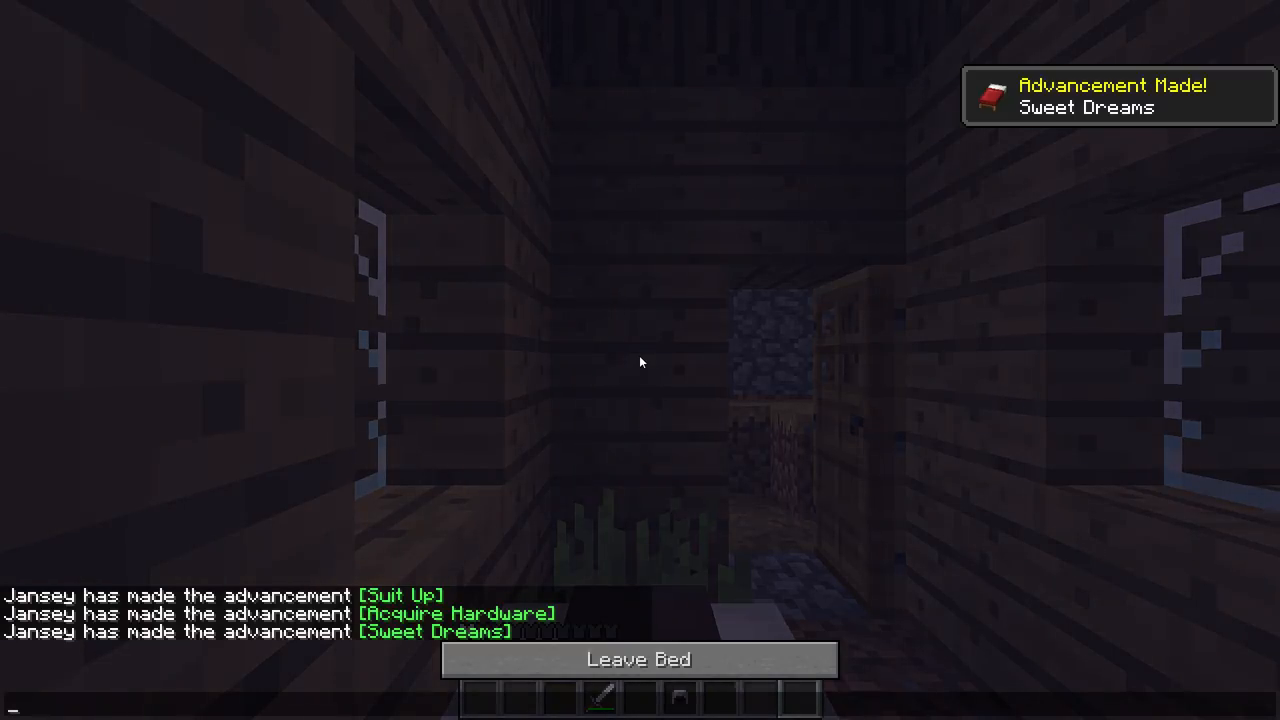 Advancement Made!
Sweet Dreams
Jansey has made the advancement [Suit Up]
Jansey has made the advancement [Acquire Hardware]
Jansey has made the advancement [Sweet Dreams]
Leave Bed
_